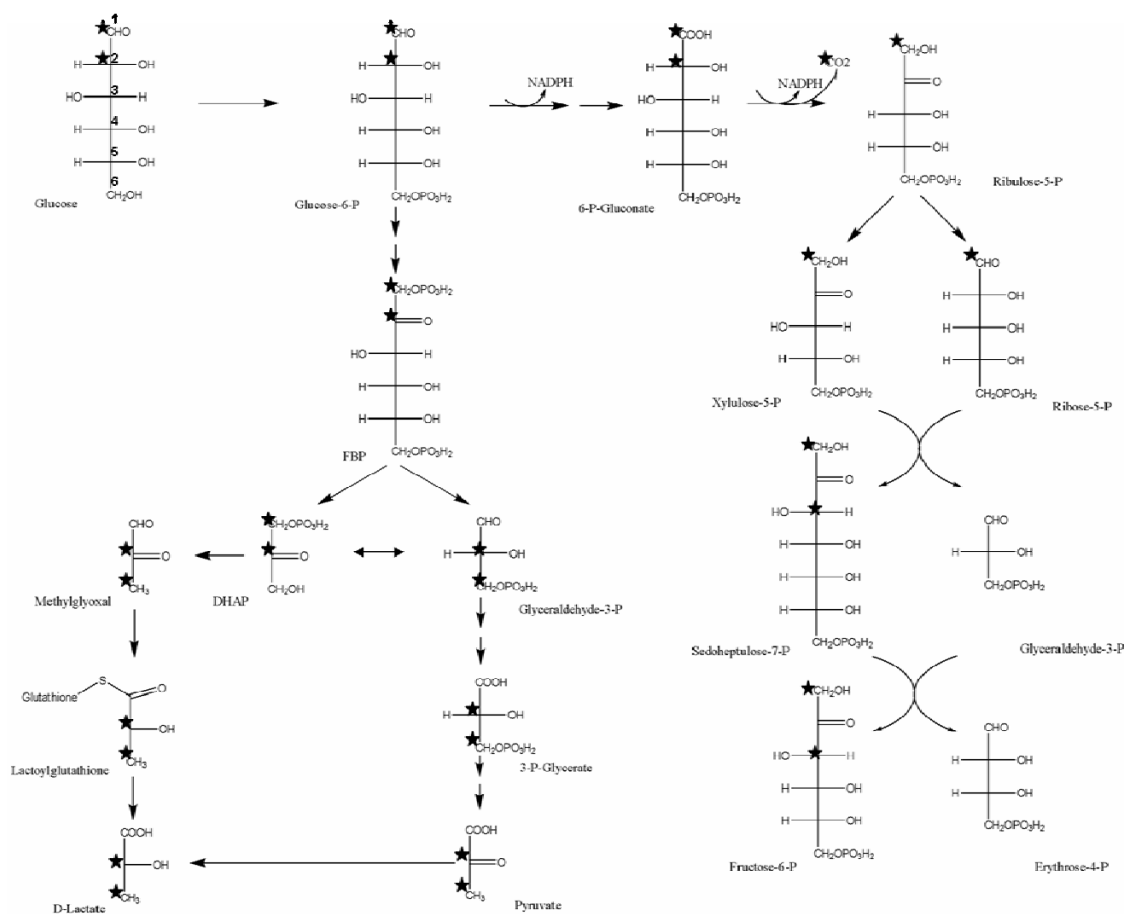 1
CHO
2
H
OH
3
HO
H
4
H
OH
5
H
OH
6
CH2OH
Glucose
CHO
H
OH
HO
H
H
OH
H
OH
CH2OPO3H2
Glucose-6-P
NADPH
COOH
H
OH
HO
H
H
OH
H
OH
CH2OPO3H2
6-P-Gluconate
NADPH
CO2
CH2OH
O
H
OH
H
OH
CH2OPO3H2
Ribulose-5-P
CH2OPO3H2
O
HO
H
H
OH
H
OH
CH2OPO3H2
FBP
CH2OH
O
HO
H
H
OH
CH2OPO3H2
Xylulose-5-P
CHO
H
OH
H
OH
H
OH
CH2OPO3H2
Ribose-5-P
CHO
O
CH3
Methylglyoxal
CH2OPO3H2
O
CH2OH
DHAP
CHO
H
OH
CH2OPO3H2
Glyceraldehyde-3-P
CH2OH
O
HO
H
H
OH
H
OH
H
OH
CH2OPO3H2
Sedoheptulose-7-P
CHO
H
OH
CH2OPO3H2
Glyceraldehyde-3-P
Glutathione
S
O
OH
CH3
Lactoylglutathione
COOH
H
OH
CH2OPO3H2
3-P-Glycerate
CH2OH
O
HO
H
H
OH
H
OH
CH2OPO3H2
Fructose-6-P
CHO
H
OH
H
OH
CH2OPO3H2
Erythrose-4-P
COOH
OH
CH3
D-Lactate
COOH
O
CH3
Pyruvate